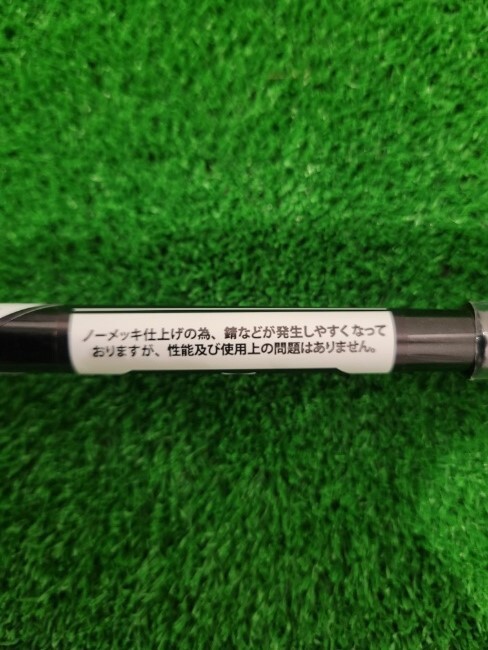 ノーメッキ仕上げの為、錆などが発生しやすくなって
おりますが、性能及び使用上の問題はありません。